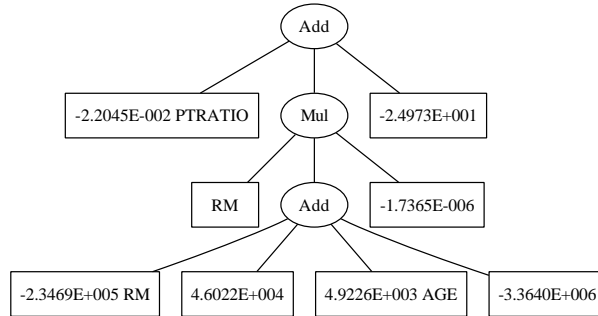 Add
-2.2045E-002 PTRATIO
Mul
-2.4973E+001
RM
Add
-1.7365E-006
-2.3469E+005 RM
4.6022E+004
4.9226E+003 AGE
-3.3640E+006